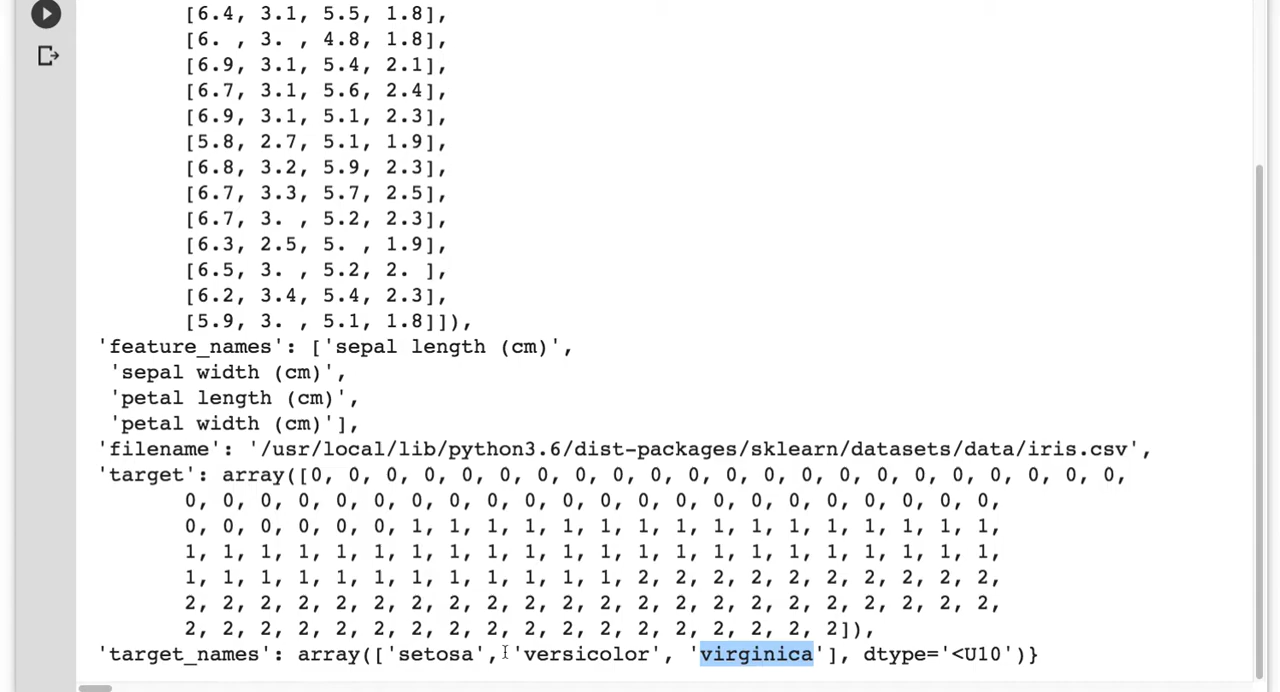 [6.4, 3.1, 5.5, 1.8],
[6. , 3. , 4.8, 1.8],
[6.9, 3.1, 5.4, 2.1],
[6.7, 3.1, 5.6, 2.4],
[6.9, 3.1, 5.1, 2.3],
[5.8, 2.7, 5.1, 1.9],
[6.8, 3.2, 5.9, 2.3],
[6.7, 3.3, 5.7, 2.5],
[6.7, 3. , 5.2, 2.3],
[6.3, 2.5, 5. , 1.9],
[6.5, 3. , 5.2, 2. ],
[6.2, 3.4, 5.4, 2.3],
[5.9, 3. , 5.1, 1.8]]),
'feature_names': ['sepal length (cm)',
'sepal width (cm)',
'petal length (cm)',
'petal width (cm)'],
'filename': '/usr/local/lib/python3.6/dist-packages/sklearn/datasets/data/iris.csv',
'target': array([0, 0, 0, 0, 0, 0, 0, 0, 0, 0, 0, 0, 0, 0, 0, 0, 0, 0, 0, 0, 0, 0,
0, 0, 0, 0, 0, 0, 0, 0, 0, 0, 0, 0, 0, 0, 0, 0, 0, 0, 0, 0, 0, 0,
0, 0, 0, 0, 0, 0, 1, 1, 1, 1, 1, 1, 1, 1, 1, 1, 1, 1, 1, 1, 1, 1,
1, 1, 1, 1, 1, 1, 1, 1, 1, 1, 1, 1, 1, 1, 1, 1, 1, 1, 1, 1, 1, 1,
1, 1, 1, 1, 1, 1, 1, 1, 1, 1, 1, 1, 2, 2, 2, 2, 2, 2, 2, 2, 2, 2,
2, 2, 2, 2, 2, 2, 2, 2, 2, 2, 2, 2, 2, 2, 2, 2, 2, 2, 2, 2, 2, 2,
2, 2, 2, 2, 2, 2, 2, 2, 2, 2, 2, 2, 2, 2, 2, 2, 2, 2]),
'target_names': array(['setosa', 'versicolor', 'virginica'], dtype='<U10')}